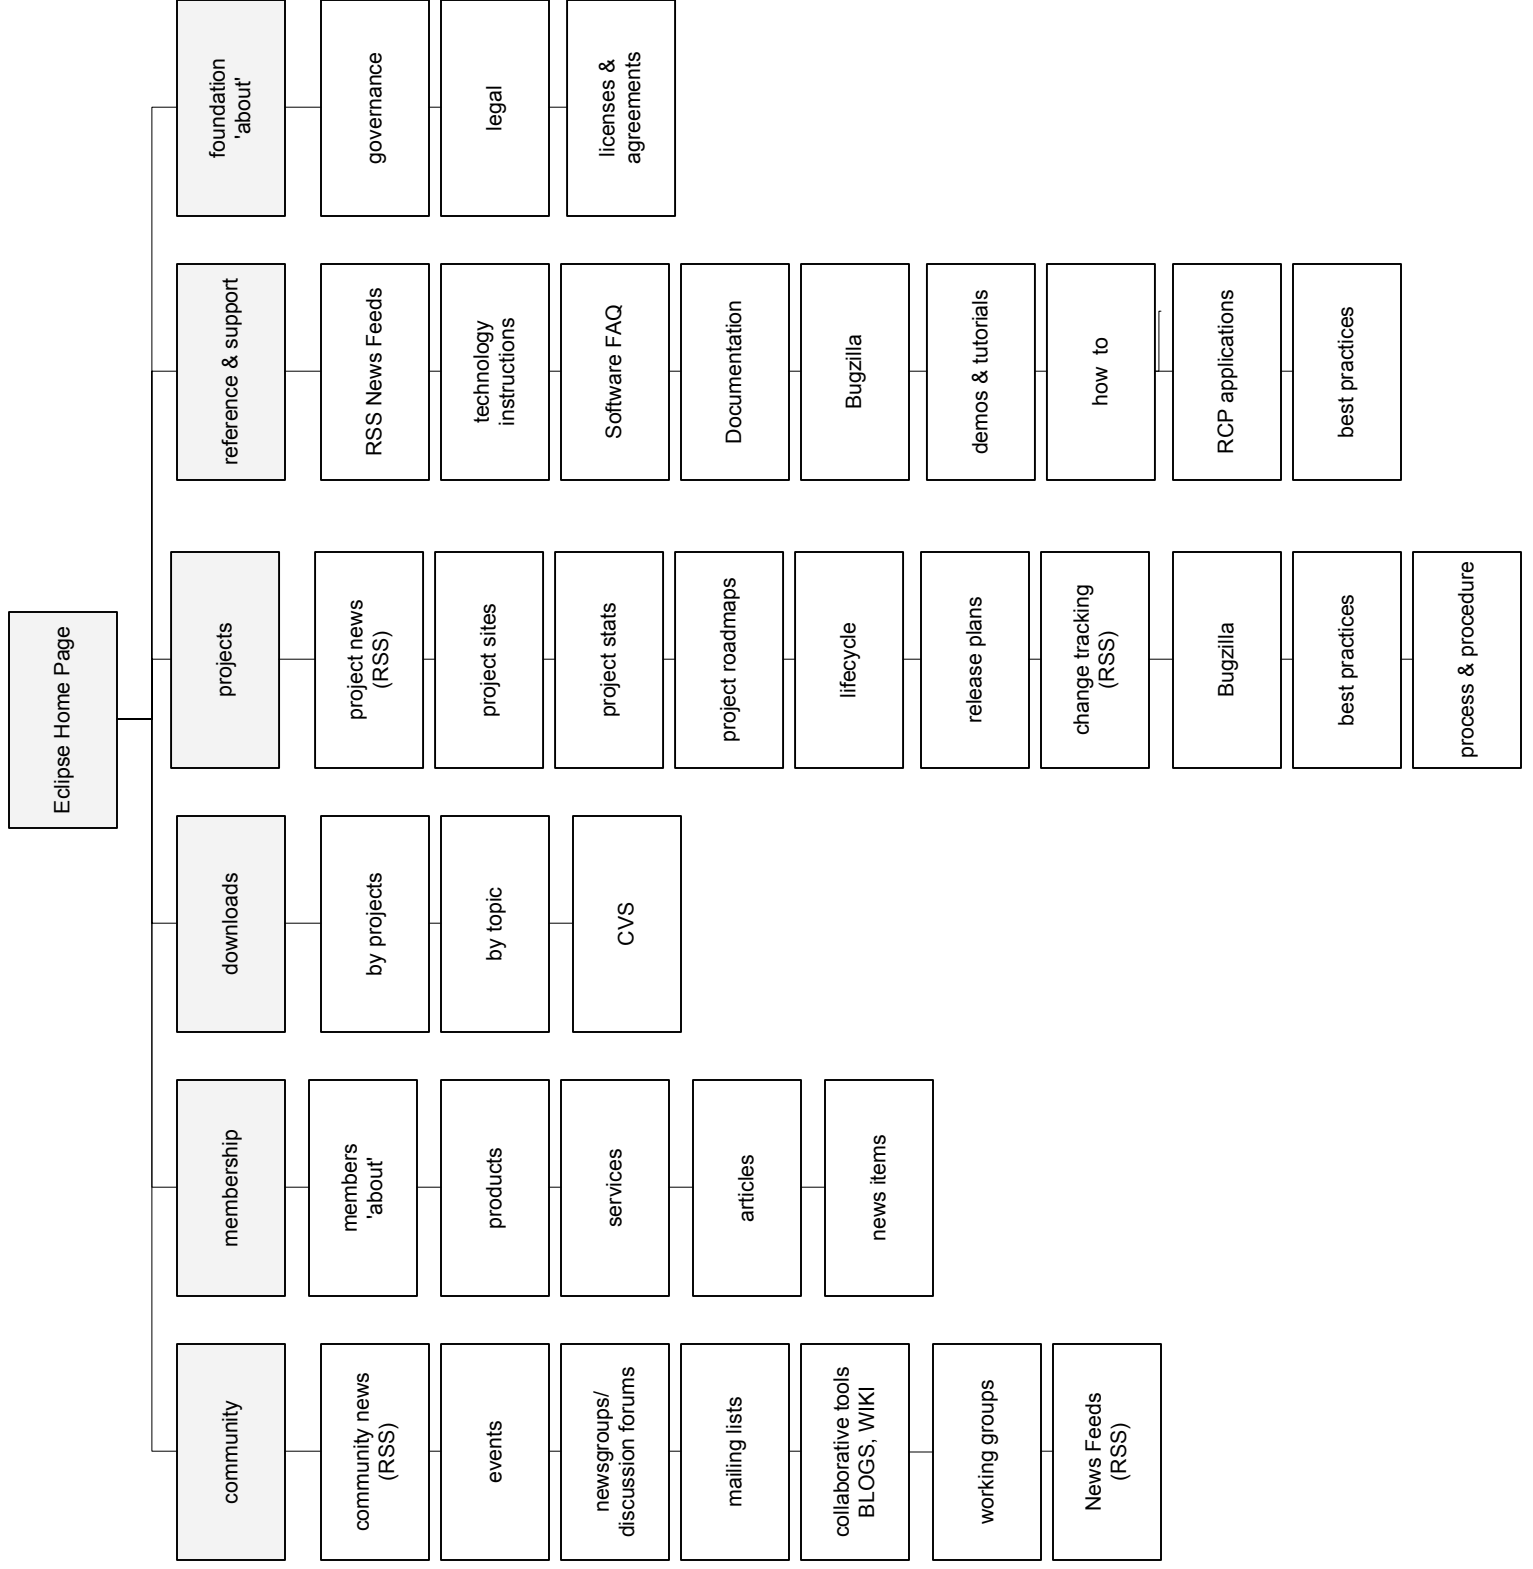 Eclipse Home Page
community
community news
(RSS)
events
newsgroups/
discussion forums
mailing lists
collaborative tools
BLOGS, WIKI
working groups
News Feeds
(RSS)
membership
members
'about'
products
services
articles
news items
downloads
by projects
by topic
CVS
projects
project news
(RSS)
project sites
project stats
project roadmaps
lifecycle
release plans
change tracking
(RSS)
Bugzilla
best practices
process & procedure
reference & support
RSS News Feeds
technology
instructions
Software FAQ
Documentation
Bugzilla
demos & tutorials
how to
RCP applications
best practices
foundation
'about'
governance
legal
licenses &
agreements